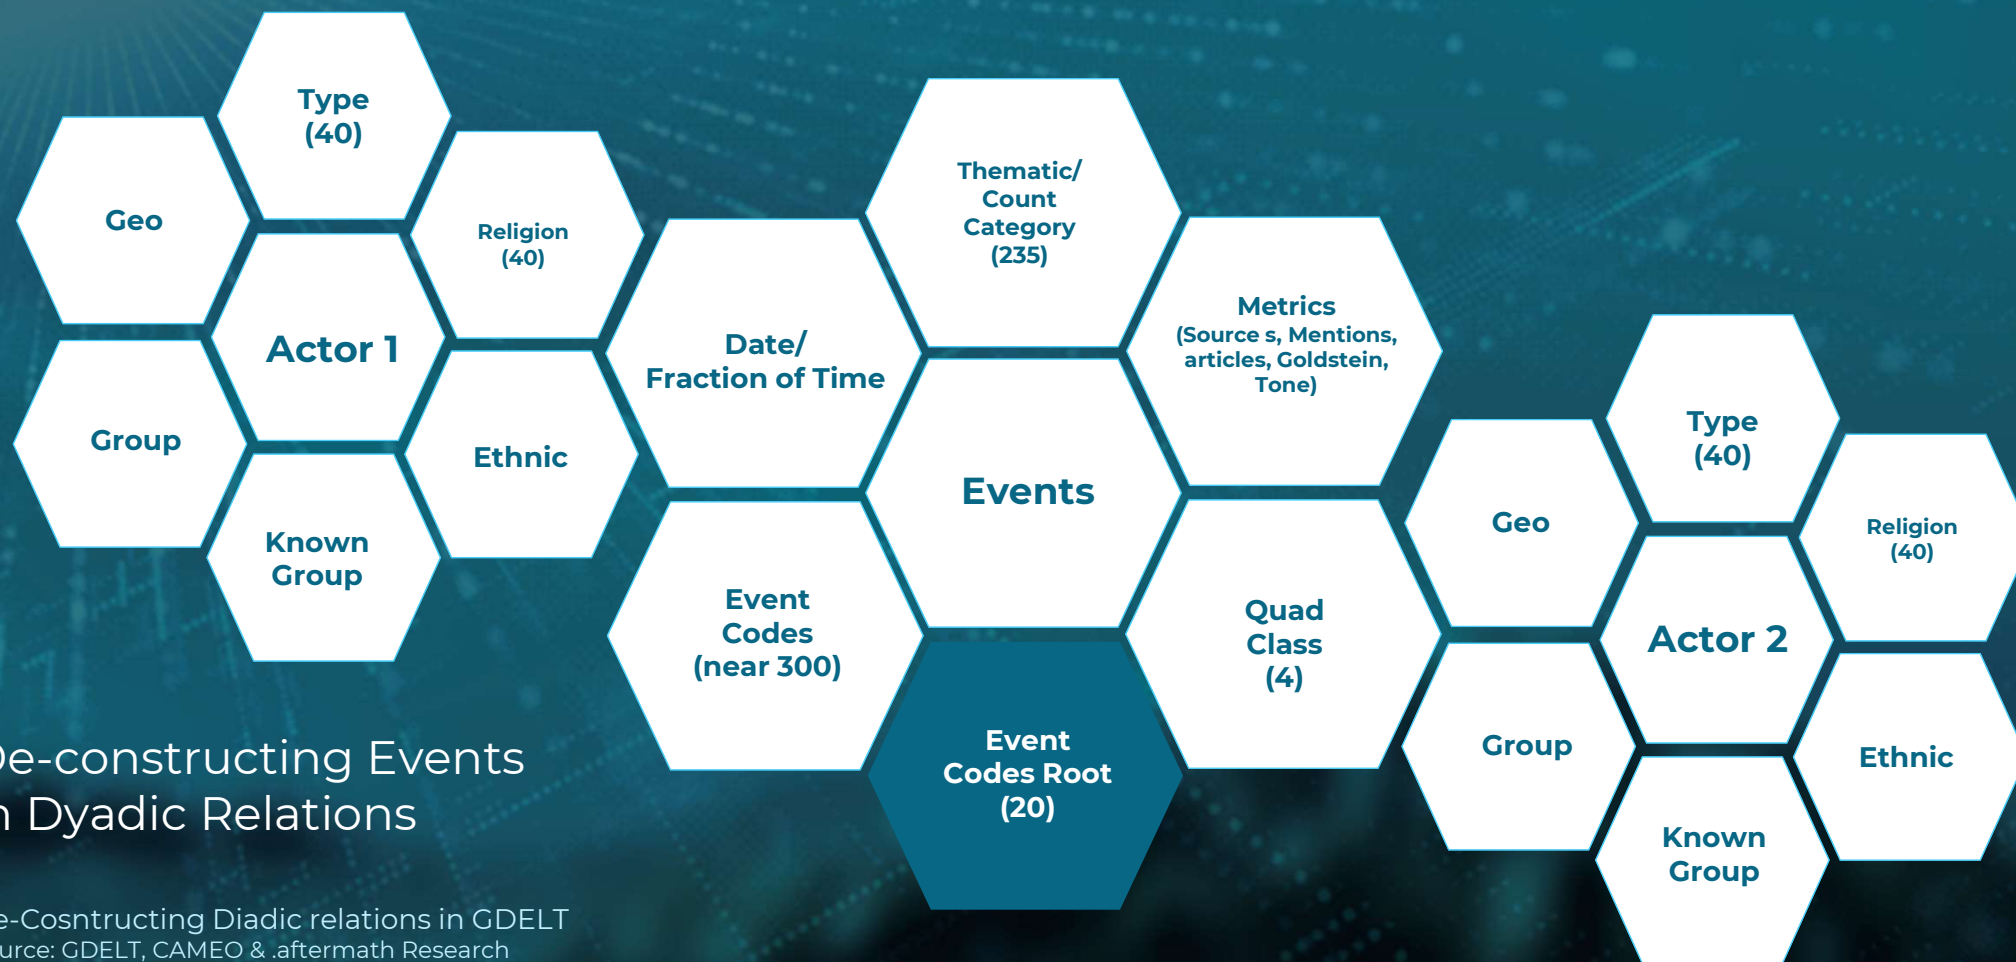 Type
(40)
Geo
Religion
(40)
Actor 1
Group
Ethnic
Known
Group
Thematic/
Count
Category
(235)
Date/
Fraction of Time
Metrics
(Source s, Mentions,
articles, Goldstein,
Tone)
Events
Event
Codes
(near 300)
Quad
Class
(4)
Event
Codes Root
(20)
Type
(40)
Geo
Religion
(40)
Actor 2
Group
Ethnic
Known
Group
De-constructing Events
n Dyadic Relations
e-Cosntructing Diadic relations in GDELT
urce: GDELT, CAMEO & .aftermath Research